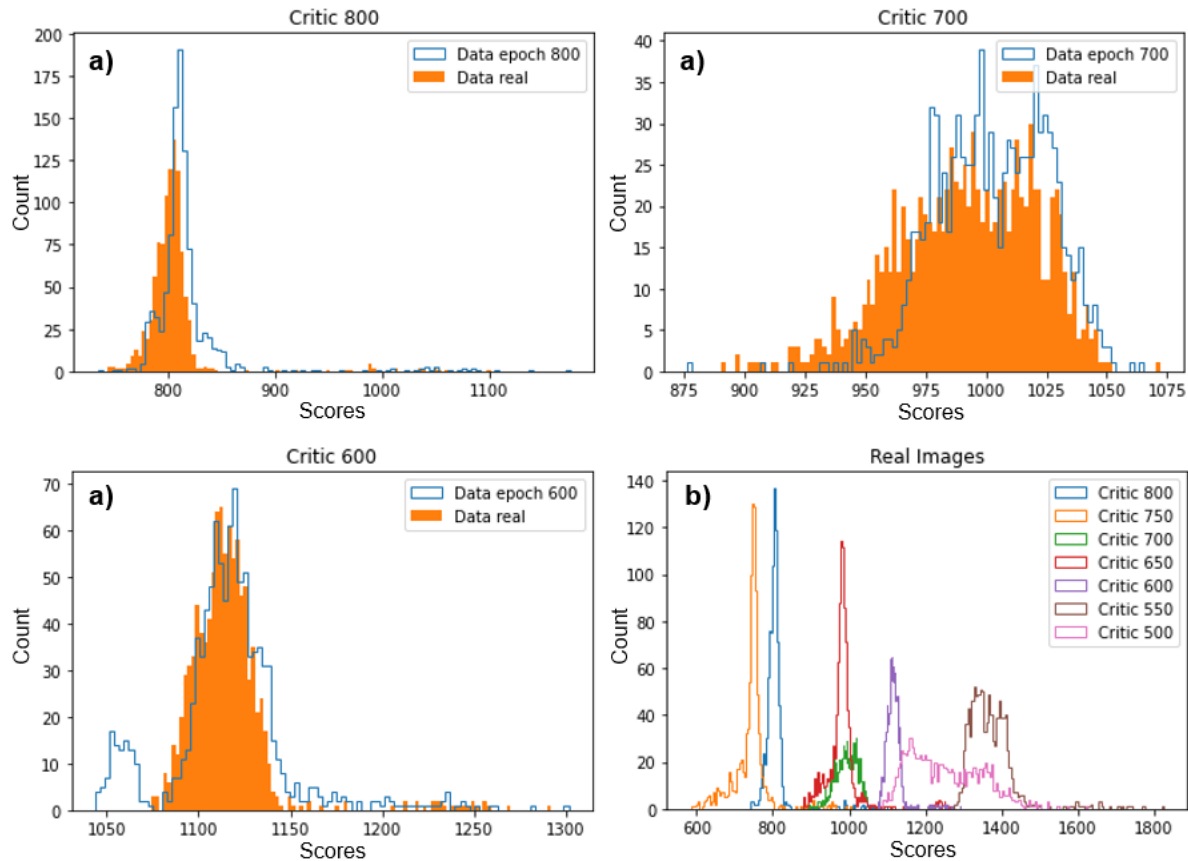 Critic 800
a)
Data epoch 800
Data real
Count
200
175
150
125
100
75
50
25
0
800
900
1000
1100
Scores
Critic 700
a)
Data epoch 700
Data real
Count
40
35
30
25
20
15
10
5
0
875
900
925
950
975
1000
1025
1050
1075
Scores
Critic 600
a)
Data epoch 600
Data real
Count
70
60
50
40
30
20
10
0
1050
1100
1150
1200
1250
1300
Scores
Real Images
b)
Critic 800
Critic 750
Critic 700
Critic 650
Critic 600
Critic 550
Critic 500
Count
140
120
100
80
60
40
20
0
600
800
1000
1200
1400
1600
1800
Scores